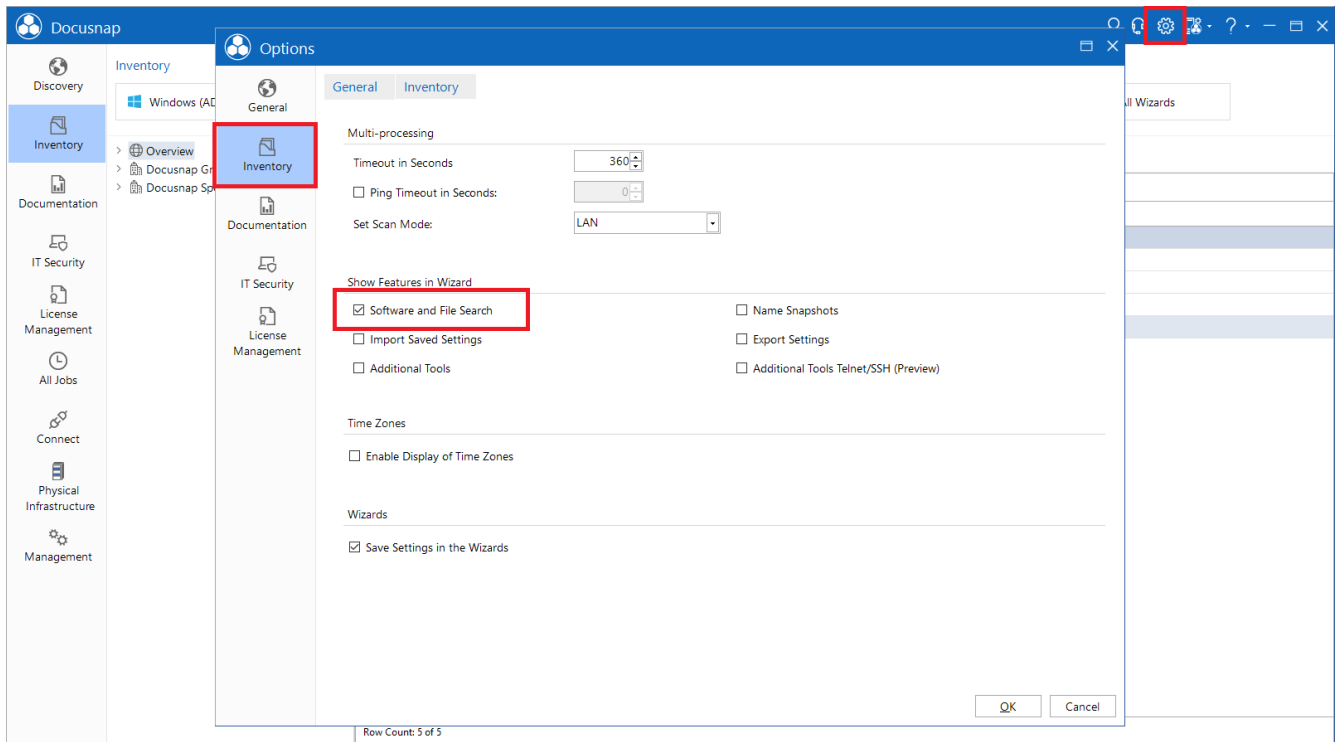 Docusnap
?
Discovery
Inventory
Documentation
IT Security
License
Management
All Jobs
Connect
Physical
Infrastructure
Management
Inventory
Windows (AD
Overview
Docusnap Gr
Docusnap Sp
All Wizards
Options
General
Inventory
Documentation
IT Security
License
Management
General Inventory
Multi-processing
Timeout in Seconds 360
Ping Timeout in Seconds: 0
Set Scan Mode: LAN
Show Features in Wizard
Software and File Search Name Snapshots
Import Saved Settings Export Settings
Additional Tools Additional Tools Telnet/SSH (Preview)
Time Zones
Enable Display of Time Zones
Wizards
Save Settings in the Wizards
OK Cancel
Row Count: 5 of 5